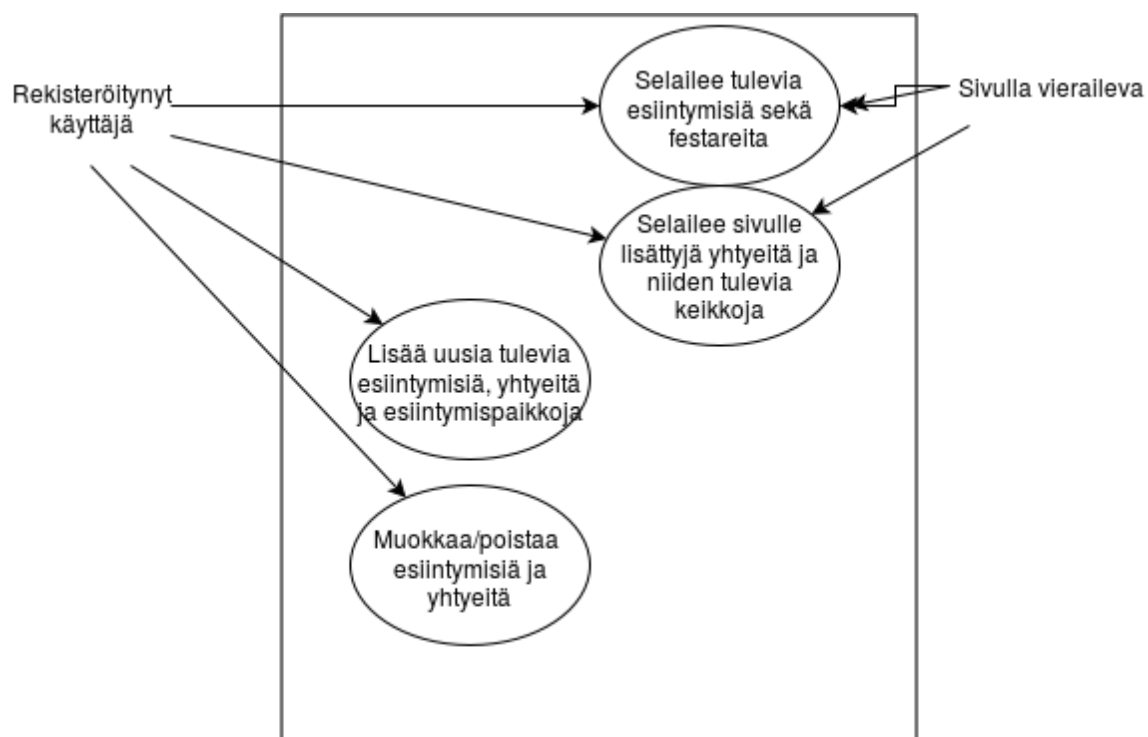 Rekisteröitynyt
käyttäjä
Selailee tulevia
esiintymisiä sekä
festareita
Sivulla vieraileva
Selailee sivulle
lisättyjä yhtyeitä ja
niiden tulevia
keikkoja
Lisää uusia tulevia
esiintymisiä, yhtyeitä
ja esiintymispaikkoja
Muokkaa/poistaa
esiintymisiä ja
yhtyeitä